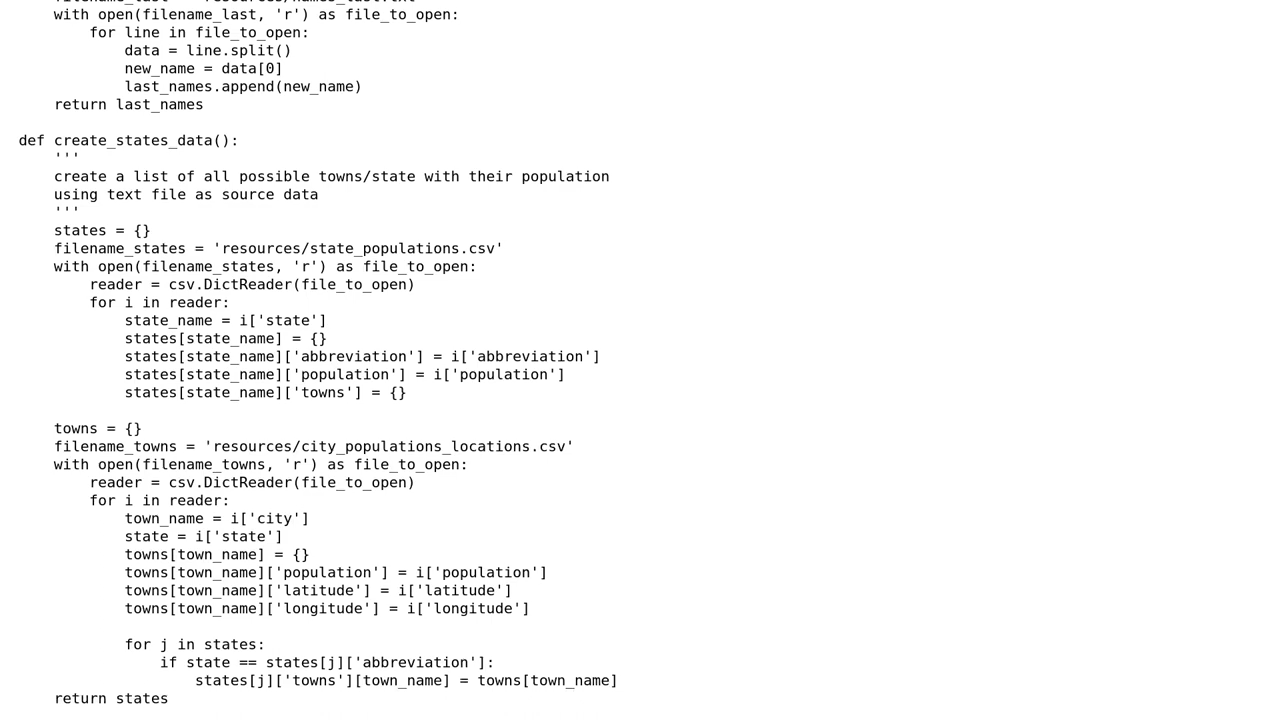 with open(filename_last, 'r') as file_to_open:
for line in file_to_open:
data = line.split()
new_name = data[0]
last_names.append(new_name)
return last_names
def create_states_data():
'''
create a list of all possible towns/state with their population
using text file as source data
'''
states = {}
filename_states = 'resources/state_populations.csv'
with open(filename_states, 'r') as file_to_open:
reader = csv.DictReader(file_to_open)
for i in reader:
state_name = i['state']
states[state_name] = {}
states[state_name]['abbreviation'] = i['abbreviation']
states[state_name]['population'] = i['population']
states[state_name]['towns'] = {}
towns = {}
filename_towns = 'resources/city_populations_locations.csv'
with open(filename_towns, 'r') as file_to_open:
reader = csv.DictReader(file_to_open)
for i in reader:
town_name = i['city']
state = i['state']
towns[town_name] = {}
towns[town_name]['population'] = i['population']
towns[town_name]['latitude'] = i['latitude']
towns[town_name]['longitude'] = i['longitude']
for j in states:
if state == states[j]['abbreviation']:
states[j]['towns'][town_name] = towns[town_name]
return states